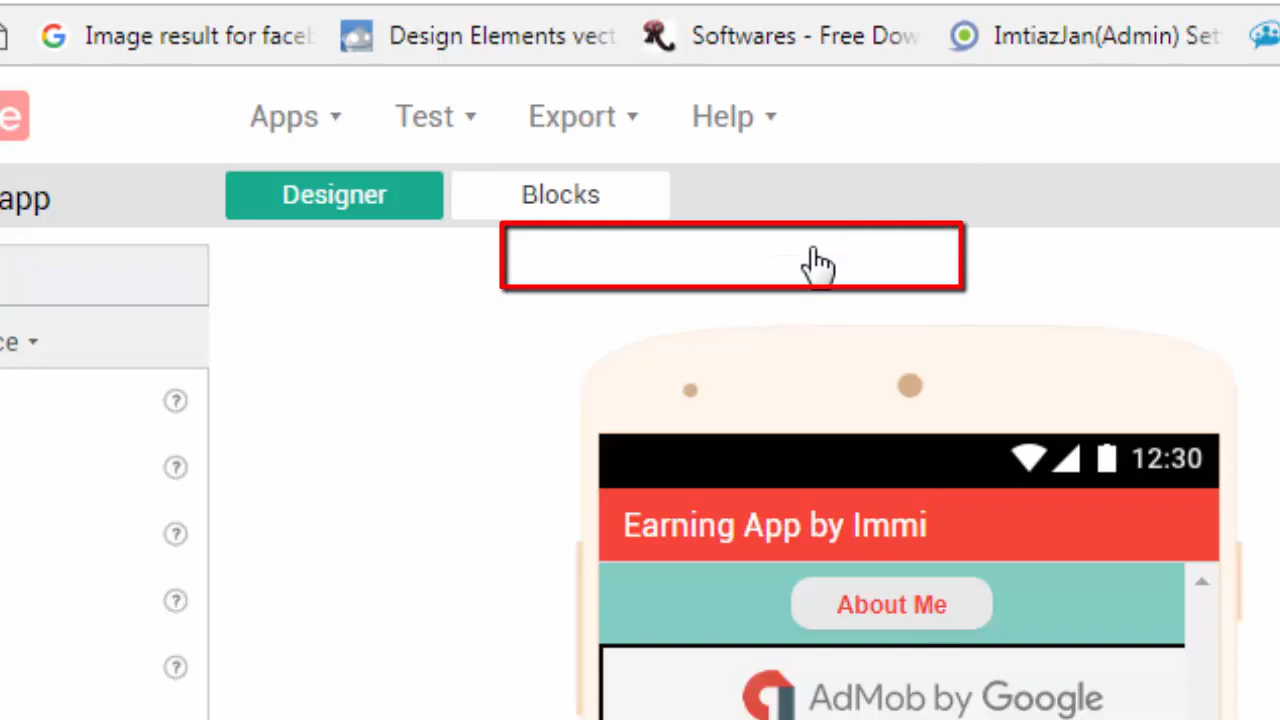 Image result for facel
Design Elements vect
Softwares - Free Dow
ImtiazJan(Admin) Set
e
Apps
Test
Export
Help
app
Designer
Blocks
ce
?
?
?
?
?
12:30
Earning App by Immi
About Me
AdMob by Google